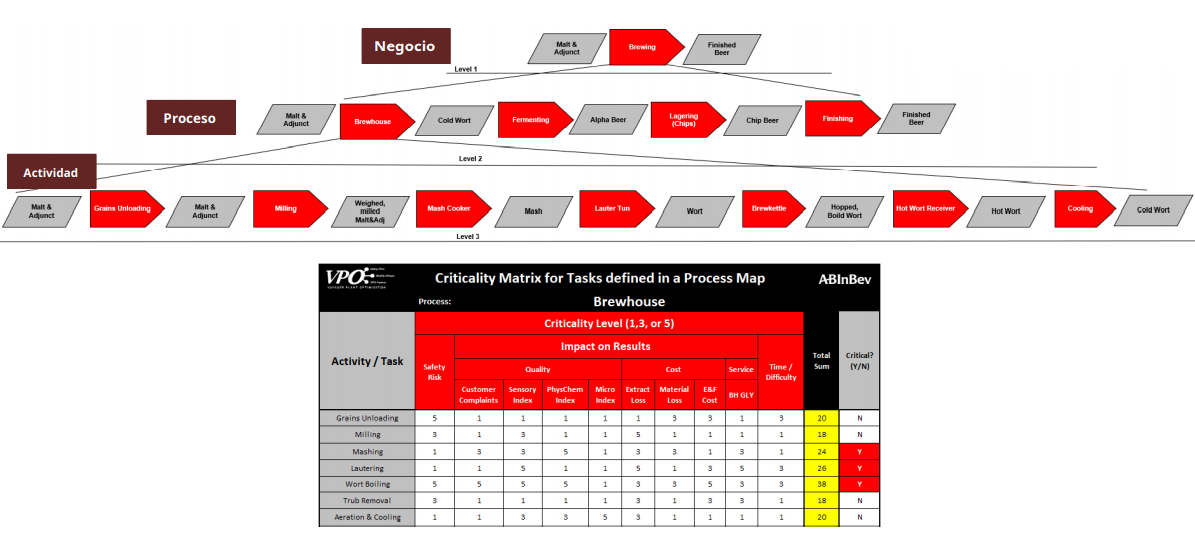 Negocio
Malt &
Adjunct
Brewing
Finished
Beer
Level 1
Proceso
Malt &
Adjunct
Brewhouse
Cold Wort
Fermenting
Alpha Beer
Lagering
(Chips)
Chip Beer
Finishing
Finished
Beer
Level 2
Actividad
Malt &
Adjunct
Grains Unloading
Malt &
Adjunct
Milling
Weighed,
milled
Malt&Adj
Mash Cooker
Mash
Lauter Tun
Wort
Brewkettle
Hopped,
Boild Wort
Hot Wort Receiver
Hot Wort
Cooling
Cold Wort
Level 3
VPO
VOYAGER PLANT OPTIMIZATION
Criticality Matrix for Tasks defined in a Process Map
ABInBev
Process: Brewhouse
Activity / Task
Criticality Level (1,3, or 5)
Safety
Risk
Impact on Results
Quality Cost Service
Customer
Complaints
Sensory
Index
PhysChem
Index
Micro
Index
Extract
Loss
Material
Loss
E&F
Cost
BH GLY
Time /
Difficulty
Total
Sum
Critical?
(Y/N)
Grains Unloading 5 1 1 1 1 1 3 3 1 3 20 N
Milling 3 1 3 1 1 5 1 1 1 1 18 N
Mashing 1 3 3 5 1 3 3 1 3 1 24 Y
Lautering 1 1 5 1 1 5 1 3 5 3 26 Y
Wort Boiling 5 5 5 5 1 3 3 5 3 3 38 Y
Trub Removal 3 1 1 1 1 3 1 3 3 1 18 N
Aeration & Cooling 1 1 3 3 5 3 1 1 1 1 20 N